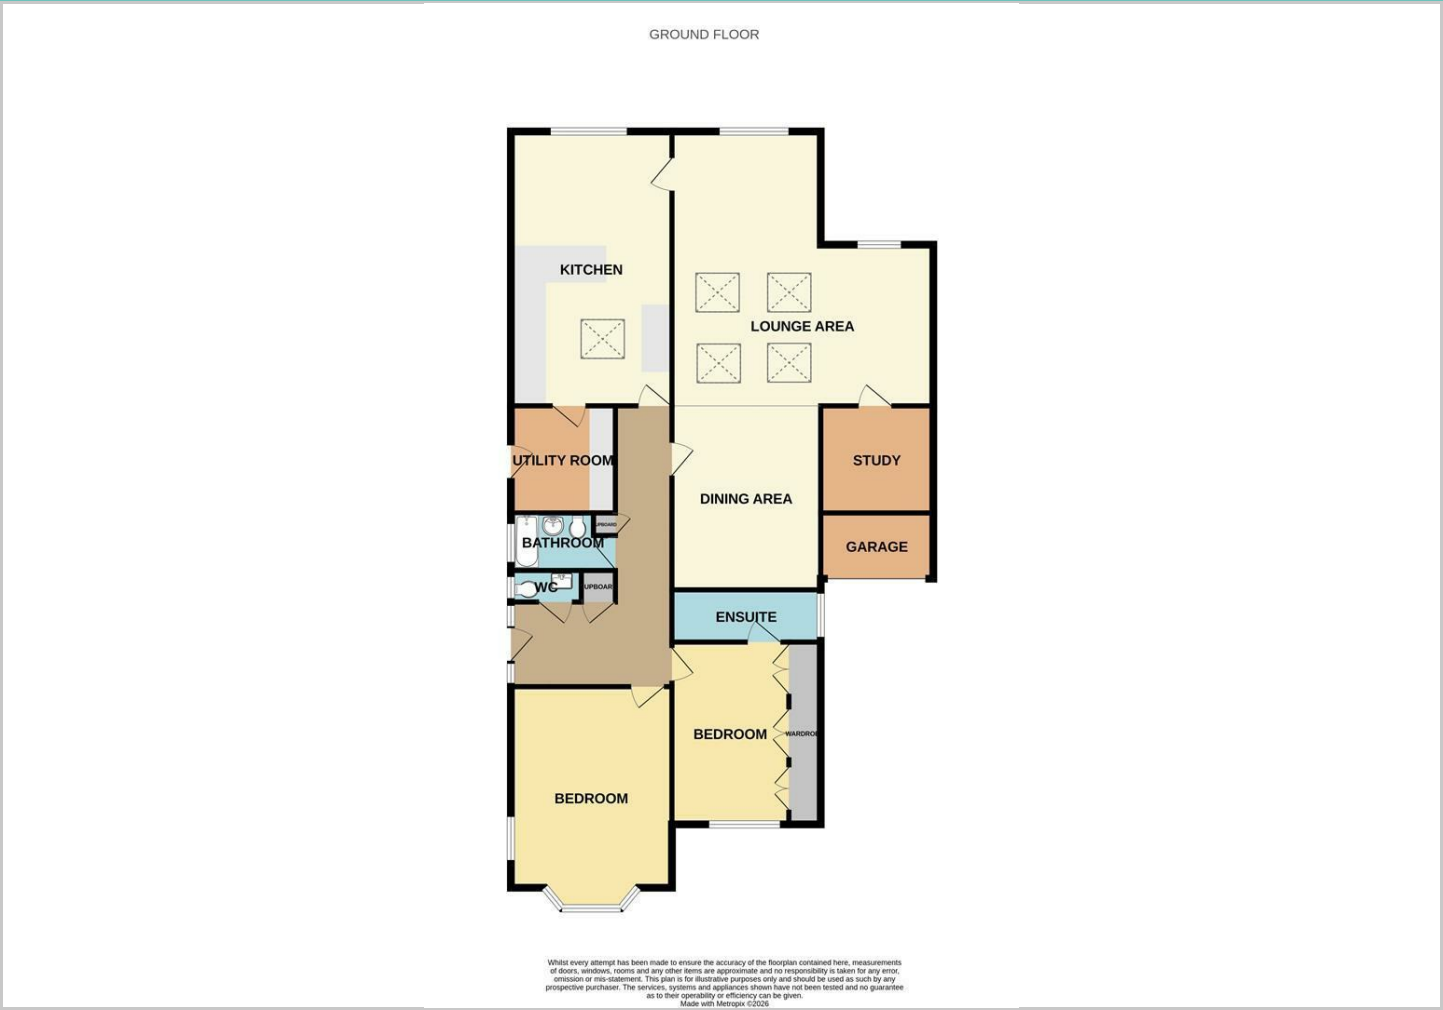 GROUND FLOOR
KITCHEN
LOUNGE AREA
UTILITY ROOM
STUDY
DINING AREA
UPBOARD
BATHROOM
GARAGE
WC
UPBOAR
ENSUITE
BEDROOM
WARDRO
BEDROOM
Whilst every attempt has been made to ensure the accuracy of the floorplan contained here, measurements
of doors, windows, rooms and any other items are approximate and no responsibility is taken for any error,
omission or mis-statement. This plan is for illustrative purposes only and should be used as such by any
prospective purchaser. The services, systems and appliances shown have not been tested and no guarantee
as to their operability or efficiency can be given.
Made with Metropix ©2026